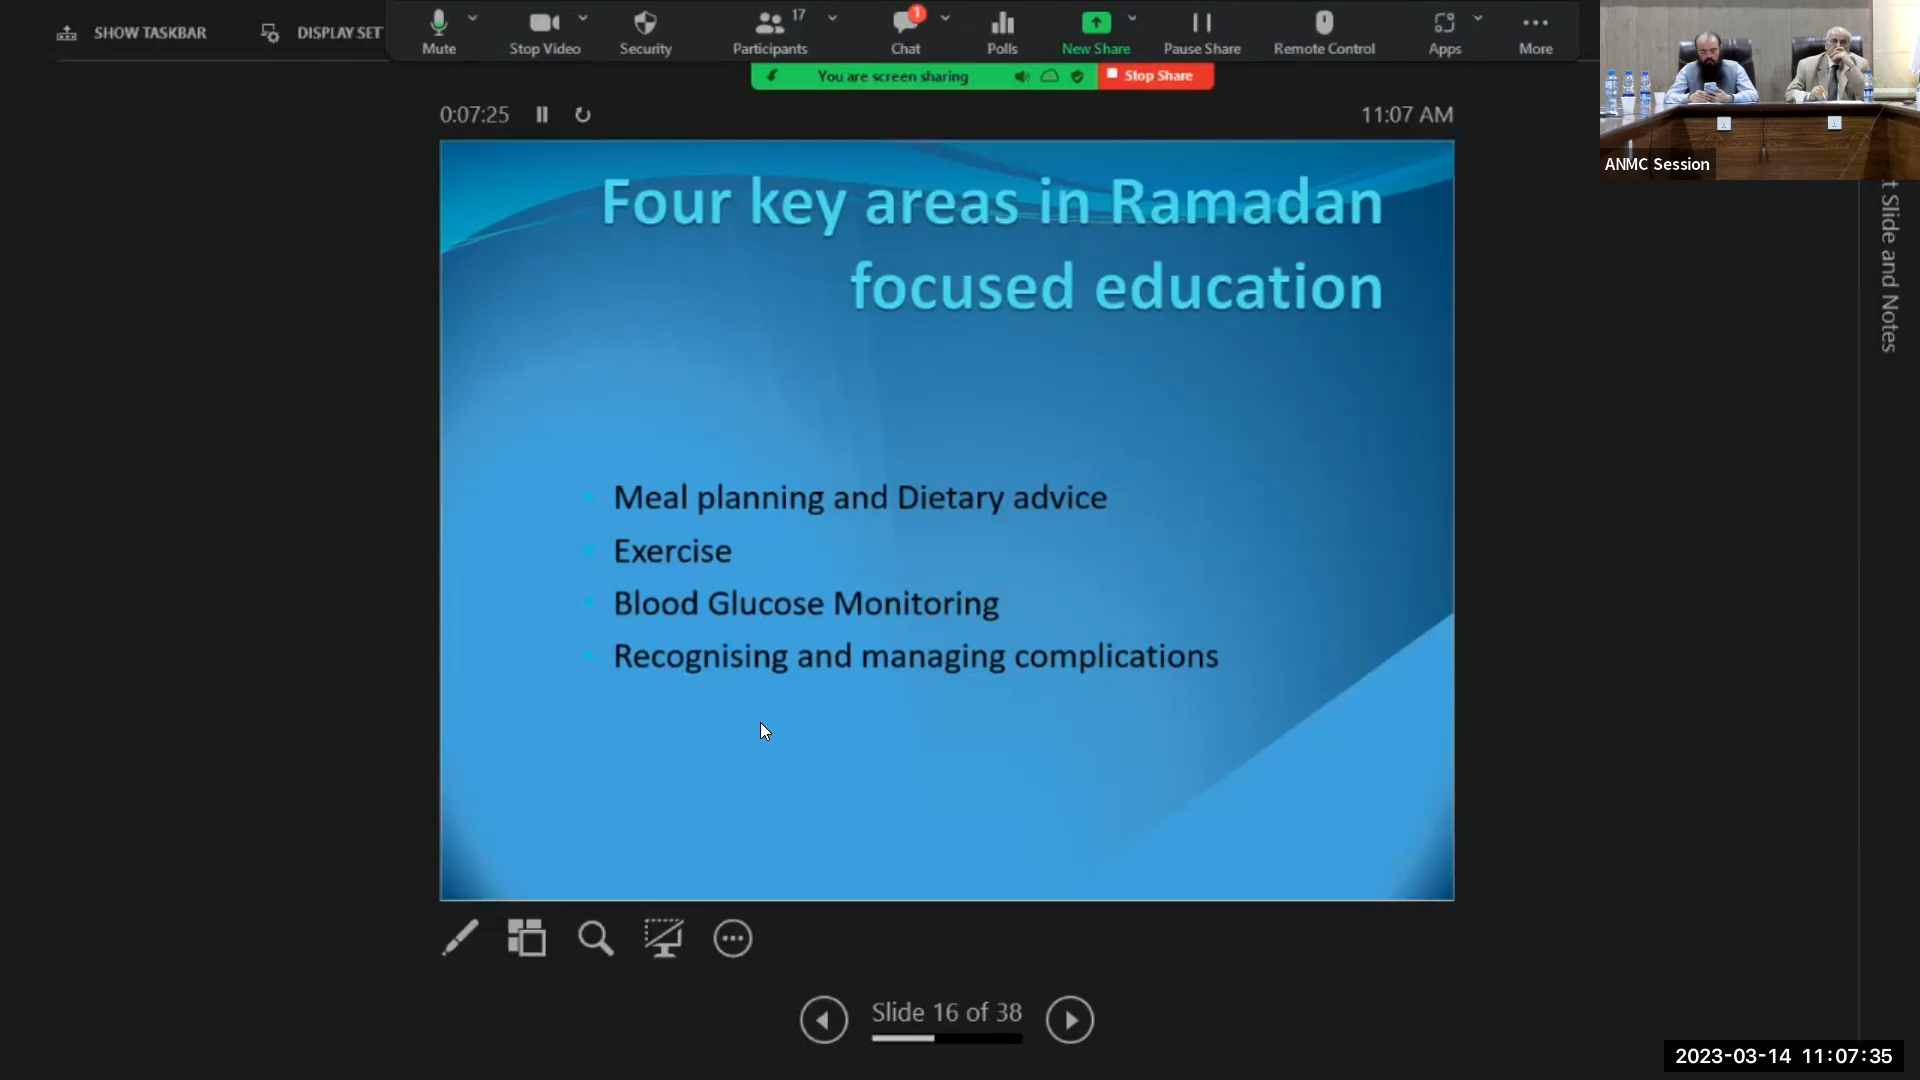 SHOW TASKBAR
DISPLAY SET
Mute
Stop Video
Security
Participants
17
Chat
1
Polls
New Share
Pause Share
Remote Control
Apps
More
You are screen sharing
Stop Share
0:07:25
11:07 AM
ANMC Session
t Slide and Notes
Four key areas in Ramadan
focused education
Meal planning and Dietary advice
Exercise
Blood Glucose Monitoring
Recognising and managing complications
Slide 16 of 38
2023-03-14 11:07:35